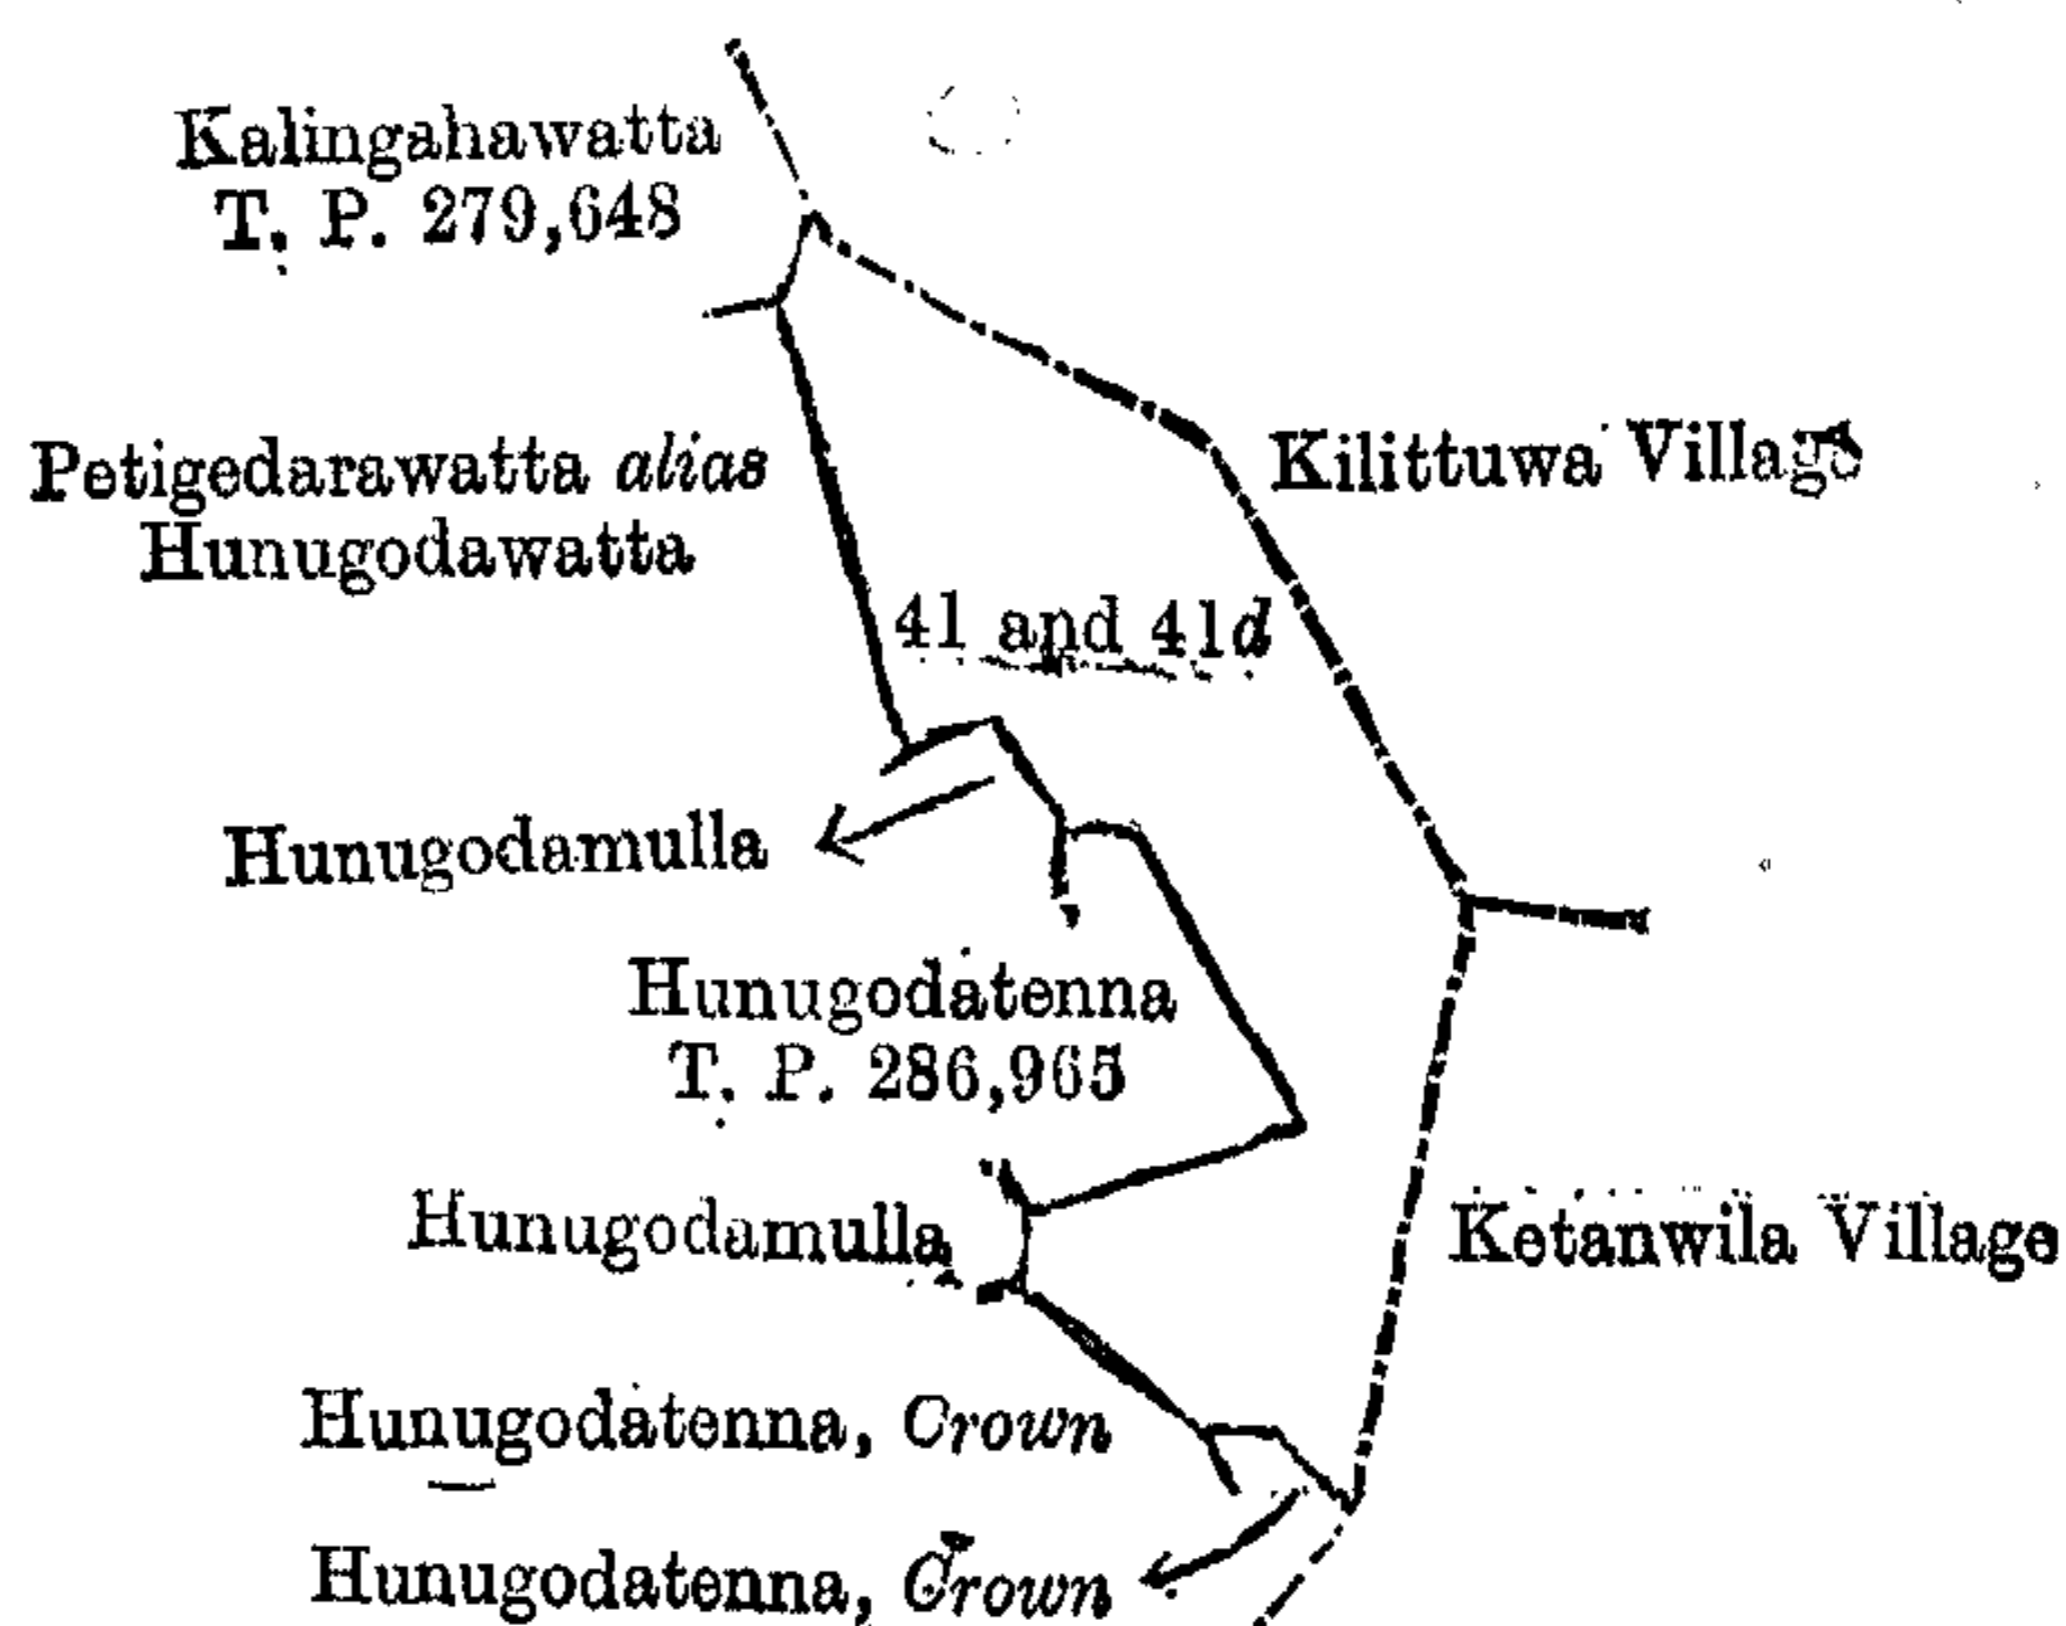 Kalingahawatta
T. P. 279,648
Kilittuwa Village
Petigedarawatta alias
Hunugodawatta
41 and 41d
Hunugodamulla
Hunugodatenna
T. P. 286,965
Hunugodamulla
Ketanwila Village
Hunugodatenna, Crown
Hunugodatenna, Crown